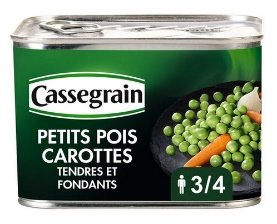 Cassegrain
PETITS POIS
CAROTTES
TENDRES ET
FONDANTS
3/4